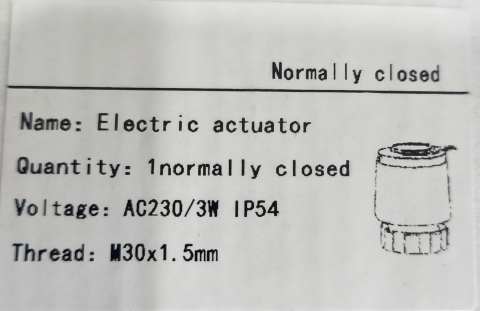 Normally closed
Name: Electric actuator
Quantity: 1normally closed
Voltage: AC230/3W IP54
Thread: M30x1.5mm